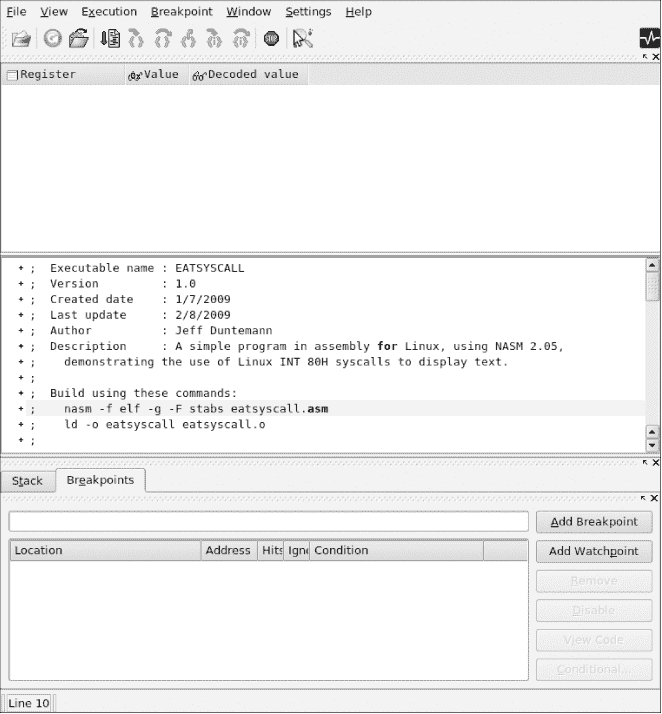 File View Execution Breakpoint Window Settings Help
Register Value Decoded value
+ ; Executable name : EATSYSCALL
+ ; Version : 1.0
+ ; Created date : 1/7/2009
+ ; Last update : 2/8/2009
+ ; Author : Jeff Duntemann
+ ; Description : A simple program in assembly for Linux, using NASM 2.05,
+ ; demonstrating the use of Linux INT 80H syscalls to display text.
+ ;
+ ; Build using these commands:
+ ; nasm -f elf -g -F stabs eatsyscall.asm
+ ; ld -o eatsyscall eatsyscall.o
+ ;
Stack Breakpoints
Add Breakpoint
Location Address Hits Igno Condition
Add Watchpoint
Remove
Disable
View Code
Conditional...
Line 10